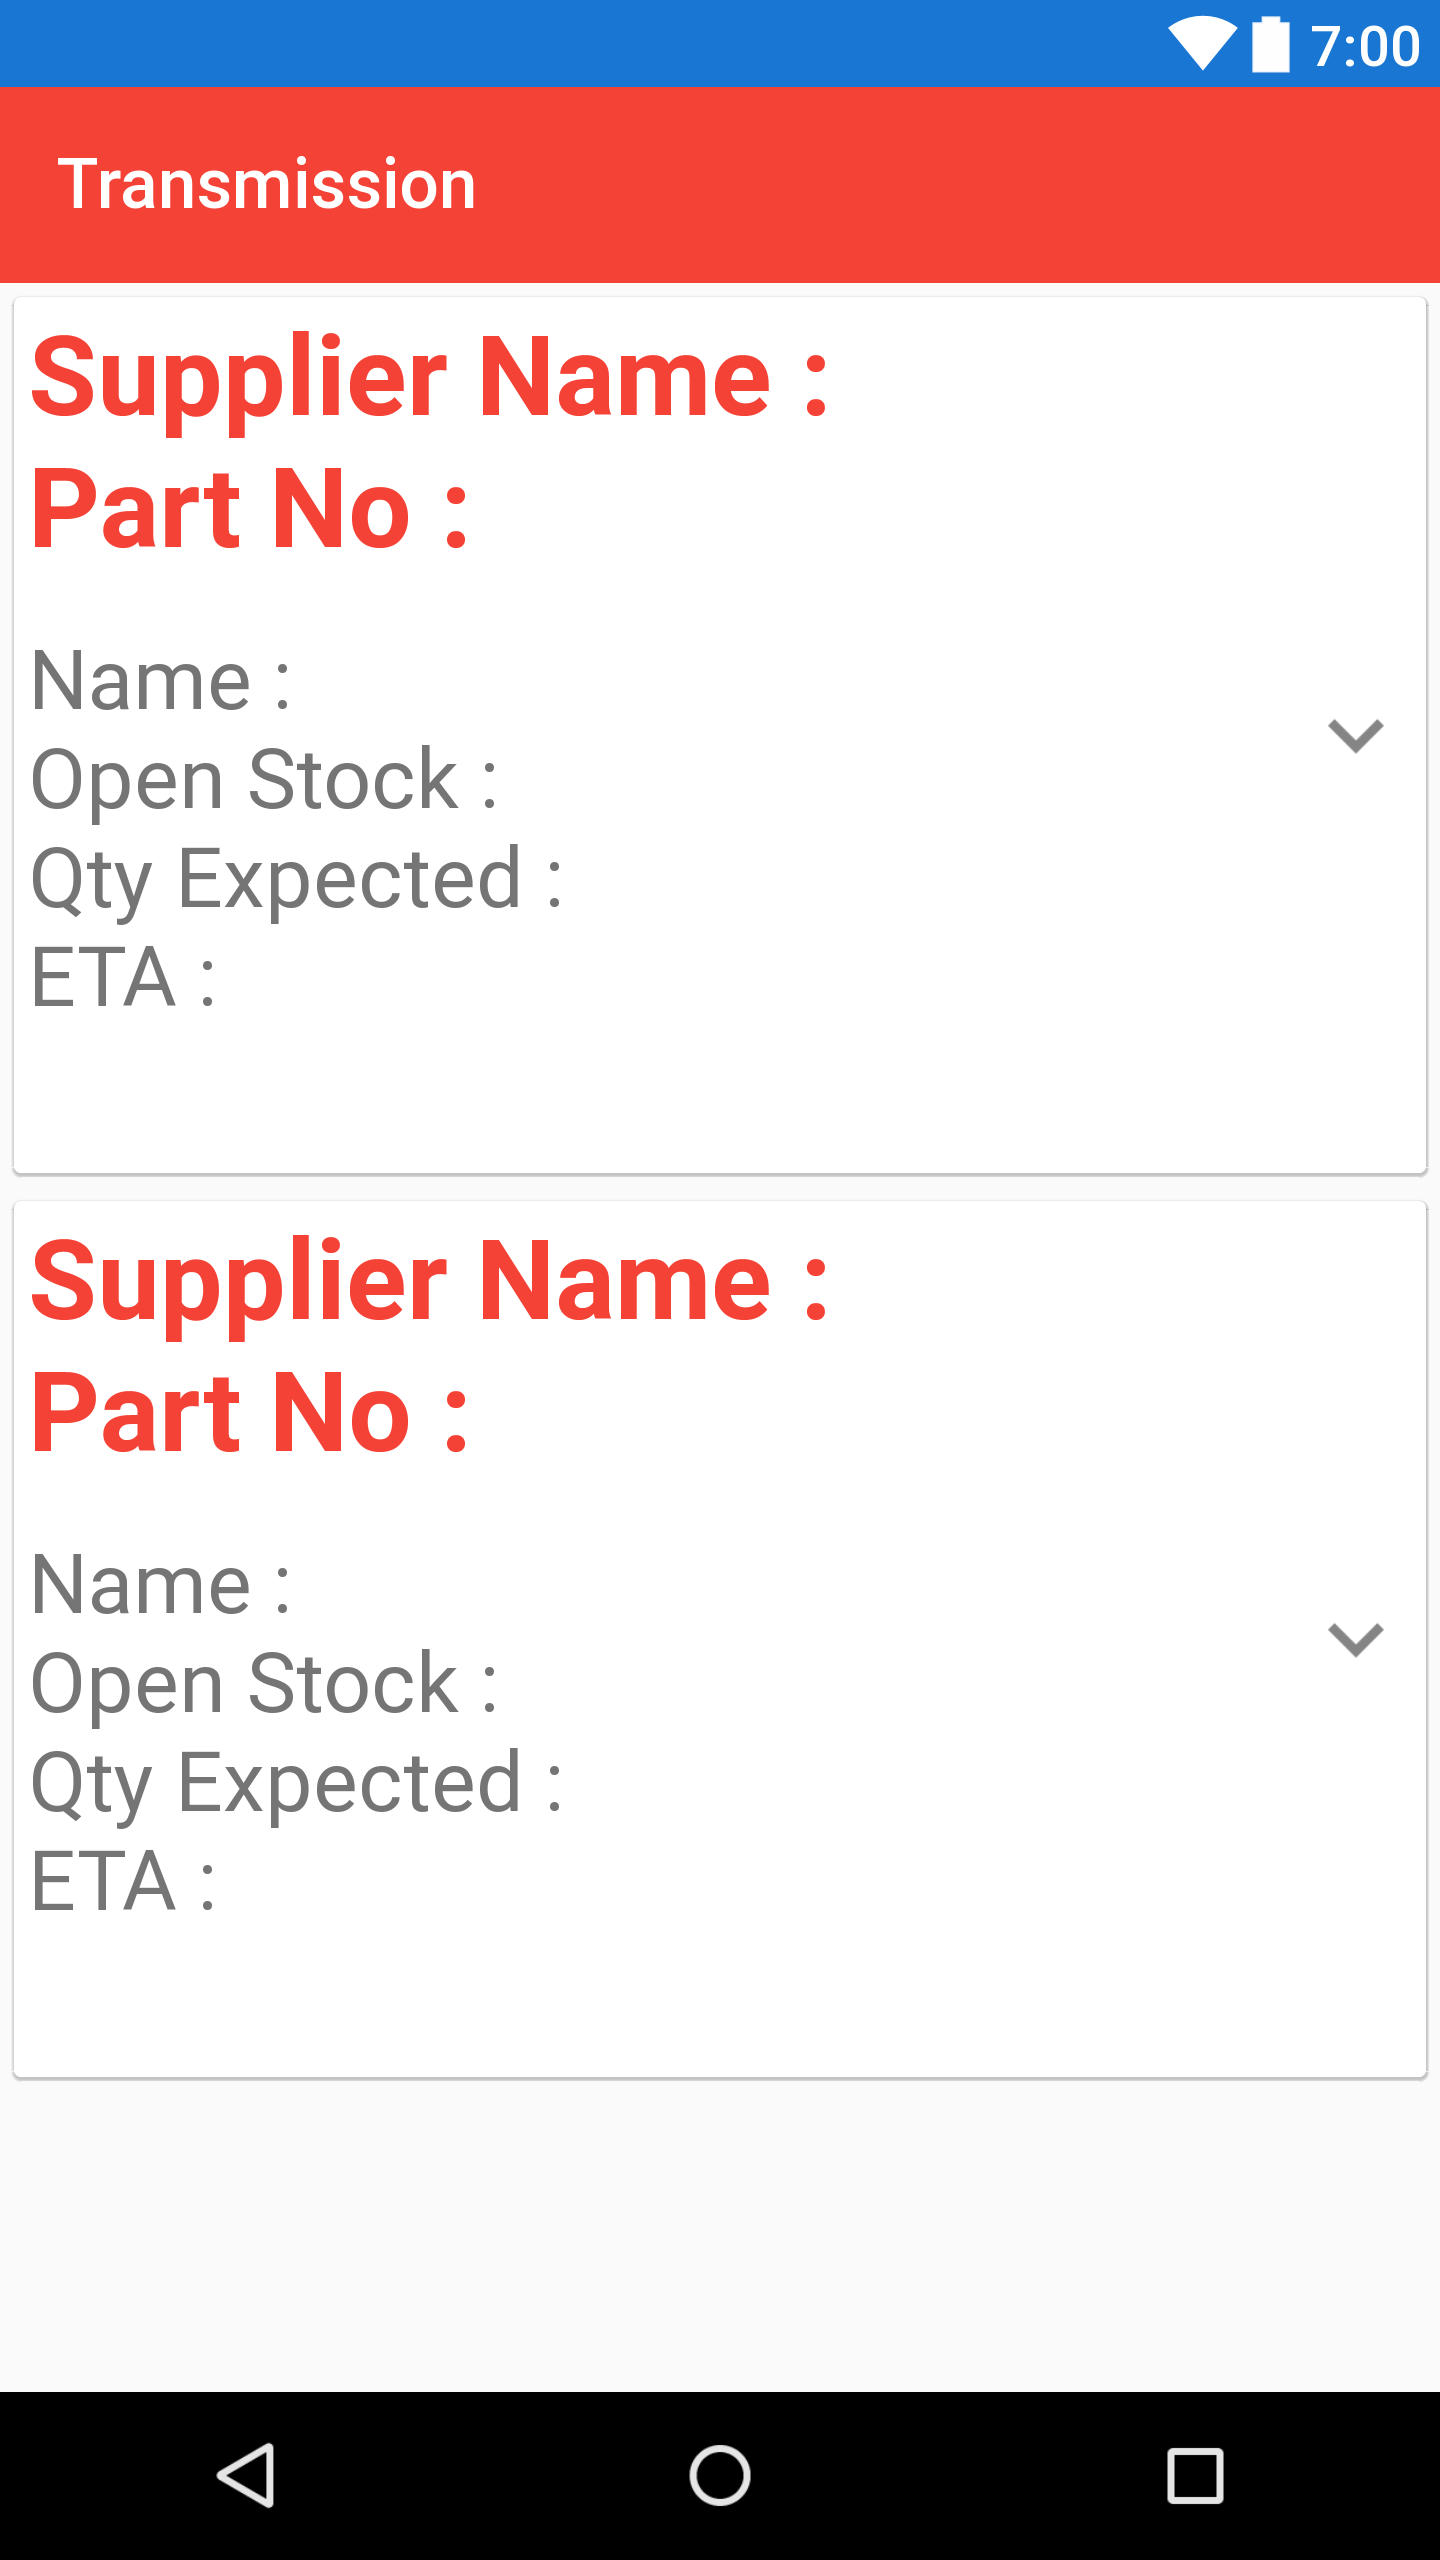 7:00
Transmission
Supplier Name :
Part No :
Name :
Open Stock :
Qty Expected :
ETA :
Supplier Name :
Part No :
Name :
Open Stock :
Qty Expected :
ETA :